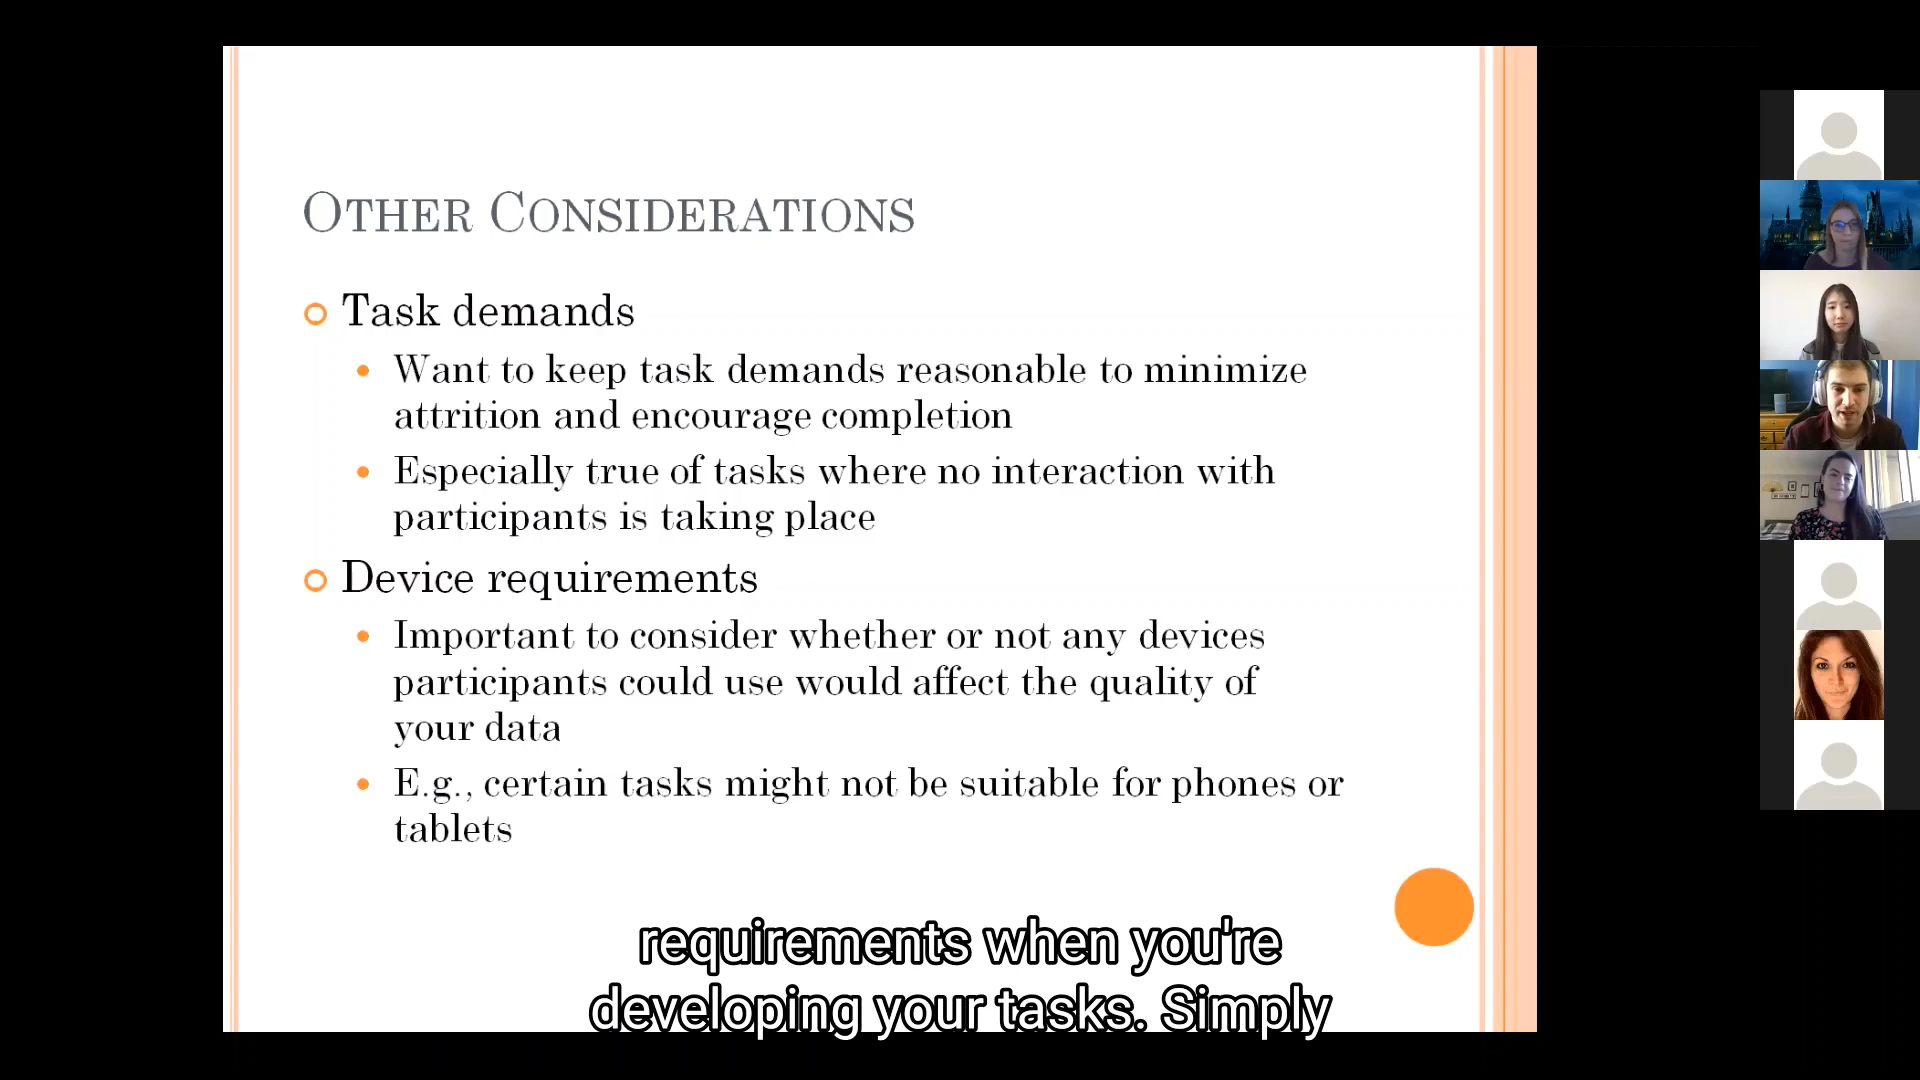 OTHER CONSIDERATIONS
Task demands
Want to keep task demands reasonable to minimize
attrition and encourage completion
Especially true of tasks where no interaction with
participants is taking place
Device requirements
Important to consider whether or not any devices
participants could use would affect the quality of
your data
E.g., certain tasks might not be suitable for phones or
tablets
requirements when you're
developing your tasks. Simply